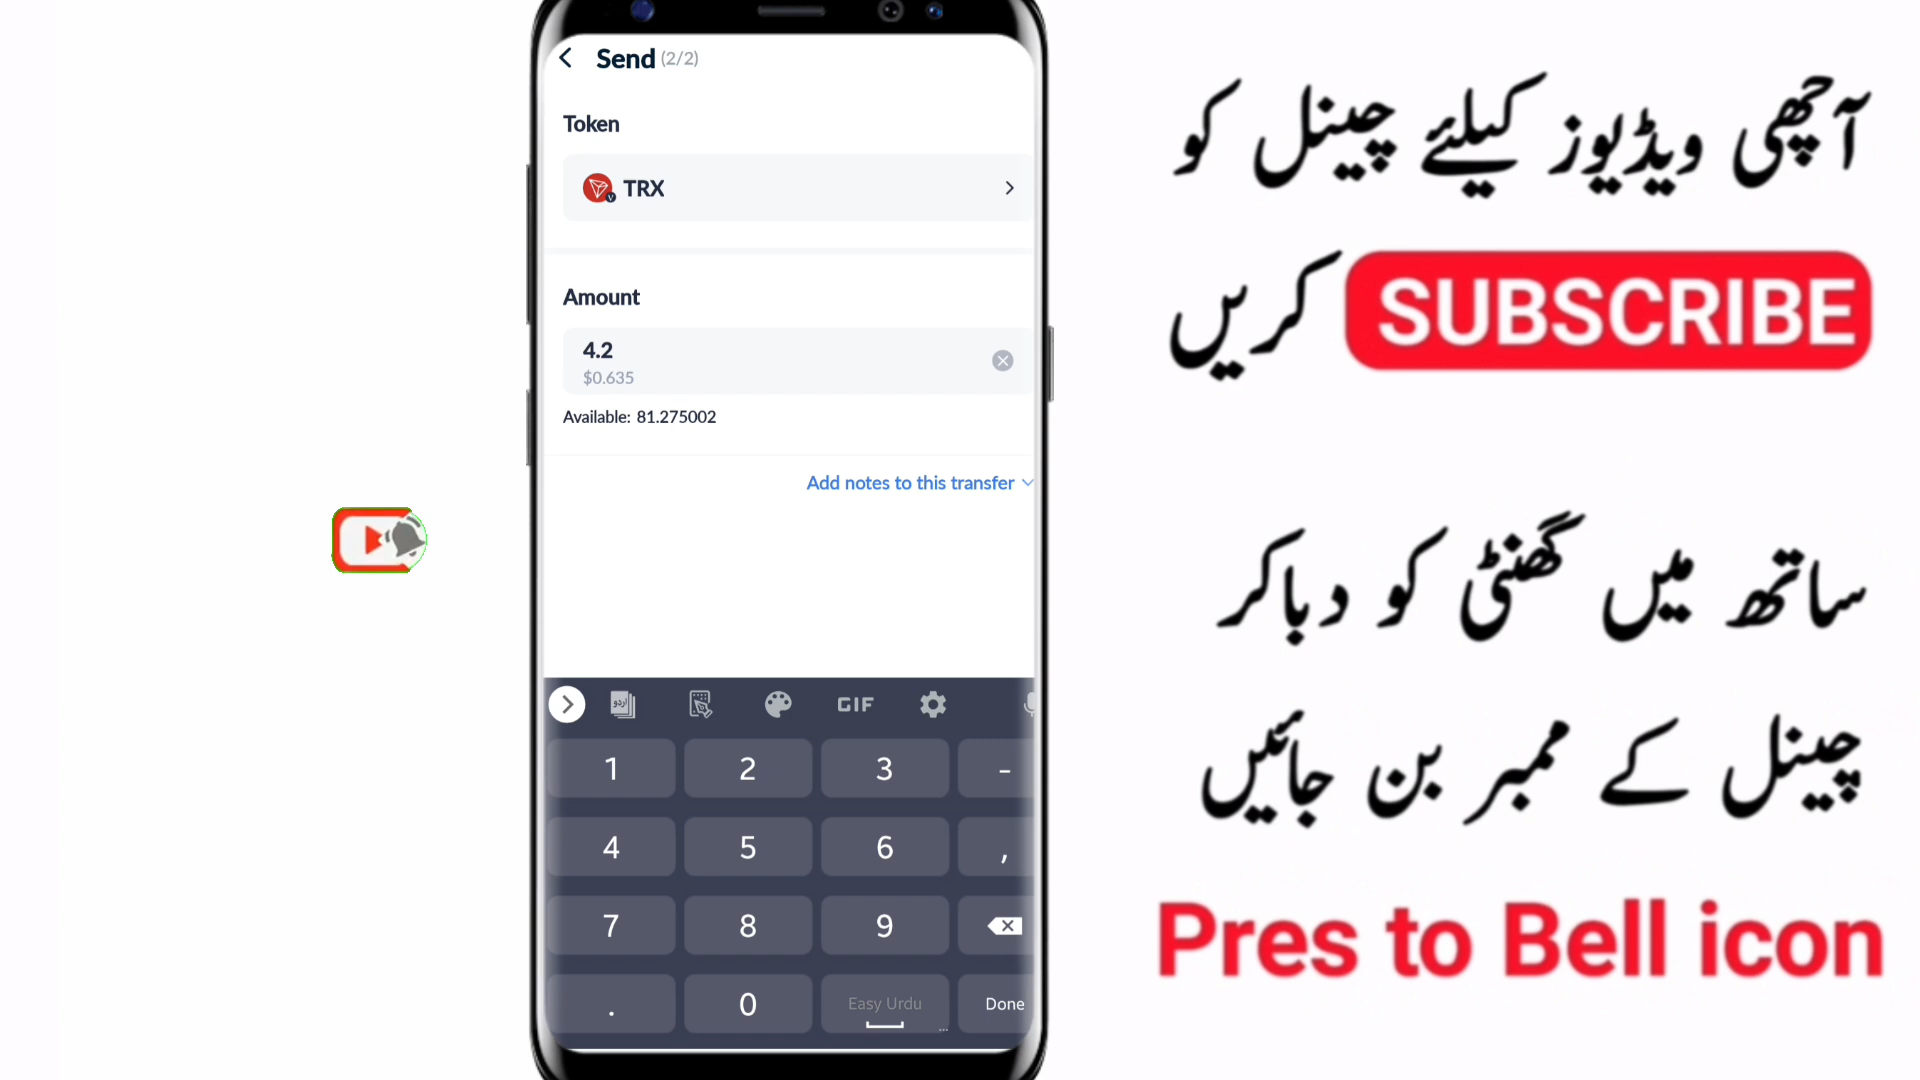 Send (2/2)
Token
TRX
Amount
4.2
$0.635
Available: 81.275002
Add notes to this transfer
اردو
GIF
1 2 3 -
4 5 6 ,
7 8 9
. 0 Easy Urdu ... Done
آچھی ویڈیوز کیلئے چینل کو
SUBSCRIBE کریں
ساتھ میں گھنٹی کو دباکر
چینل کے ممبر بن جائیں
Pres to Bell icon